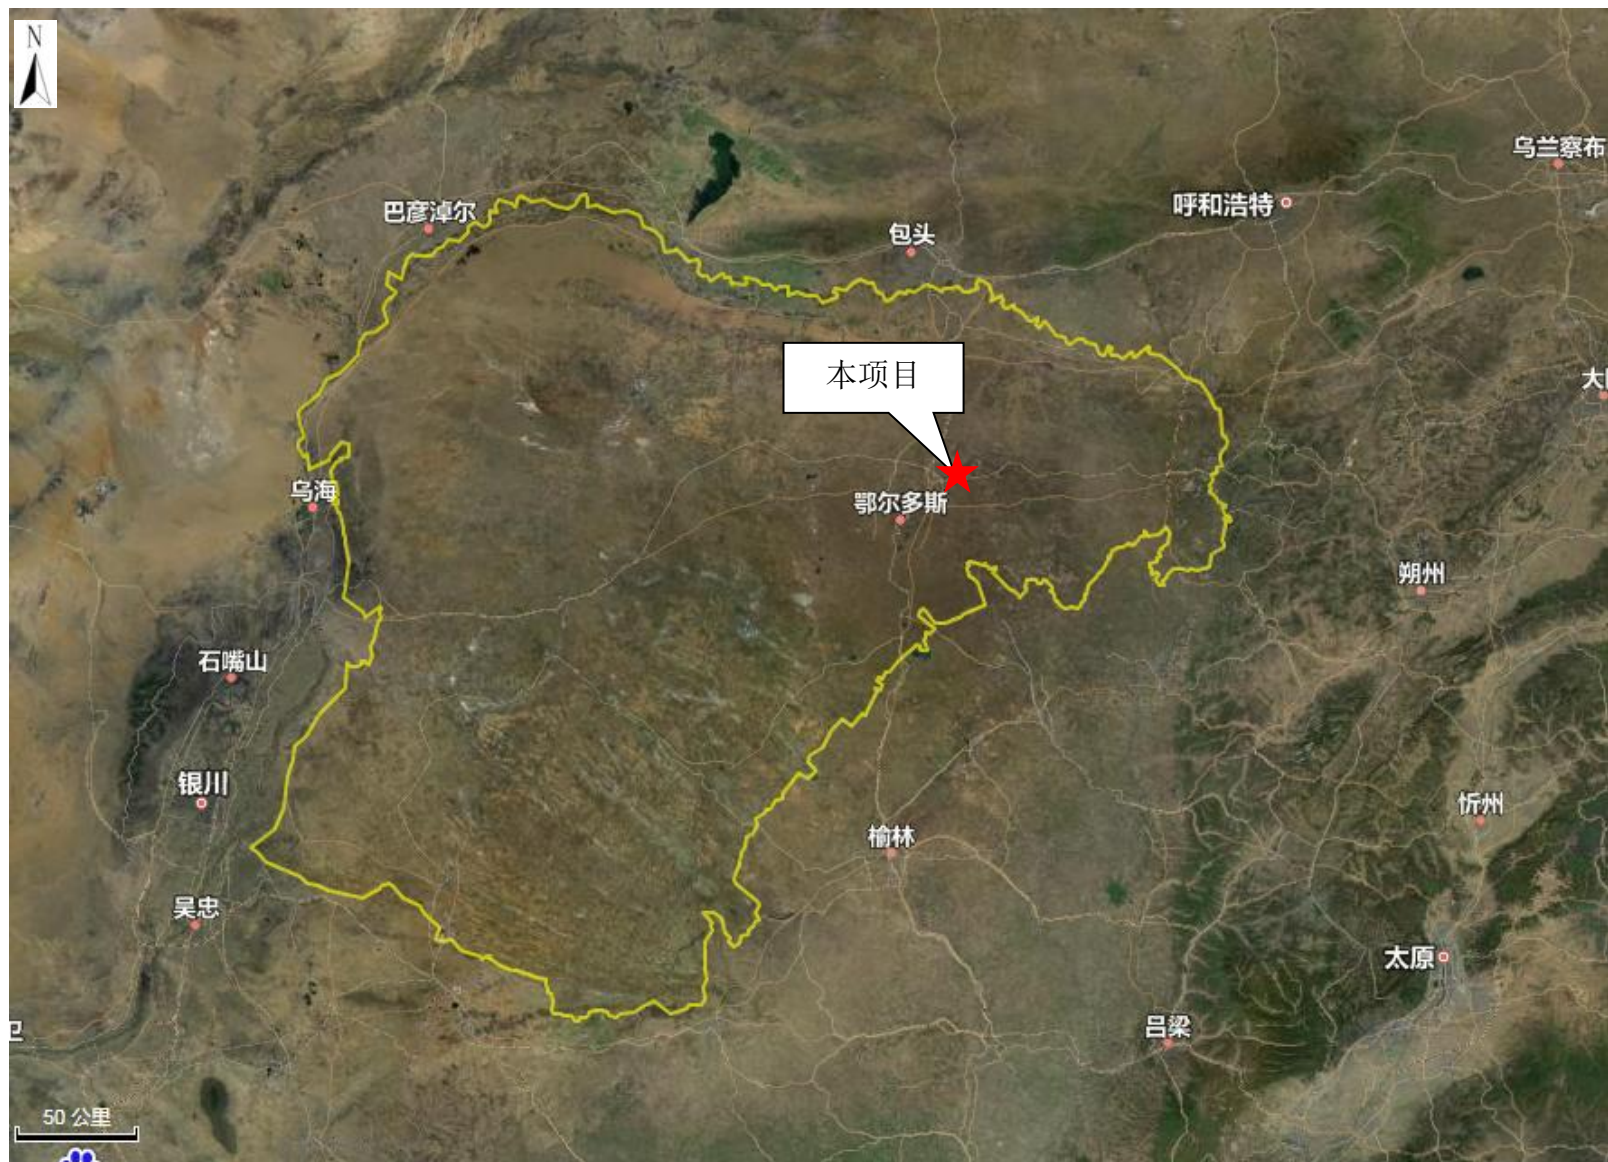 N
乌兰察布
呼和浩特
巴彦淖尔
包头
本项目
大
乌海
鄂尔多斯
朔州
石嘴山
银川
忻州
榆林
吴忠
太原
吕梁
卫
50 公里